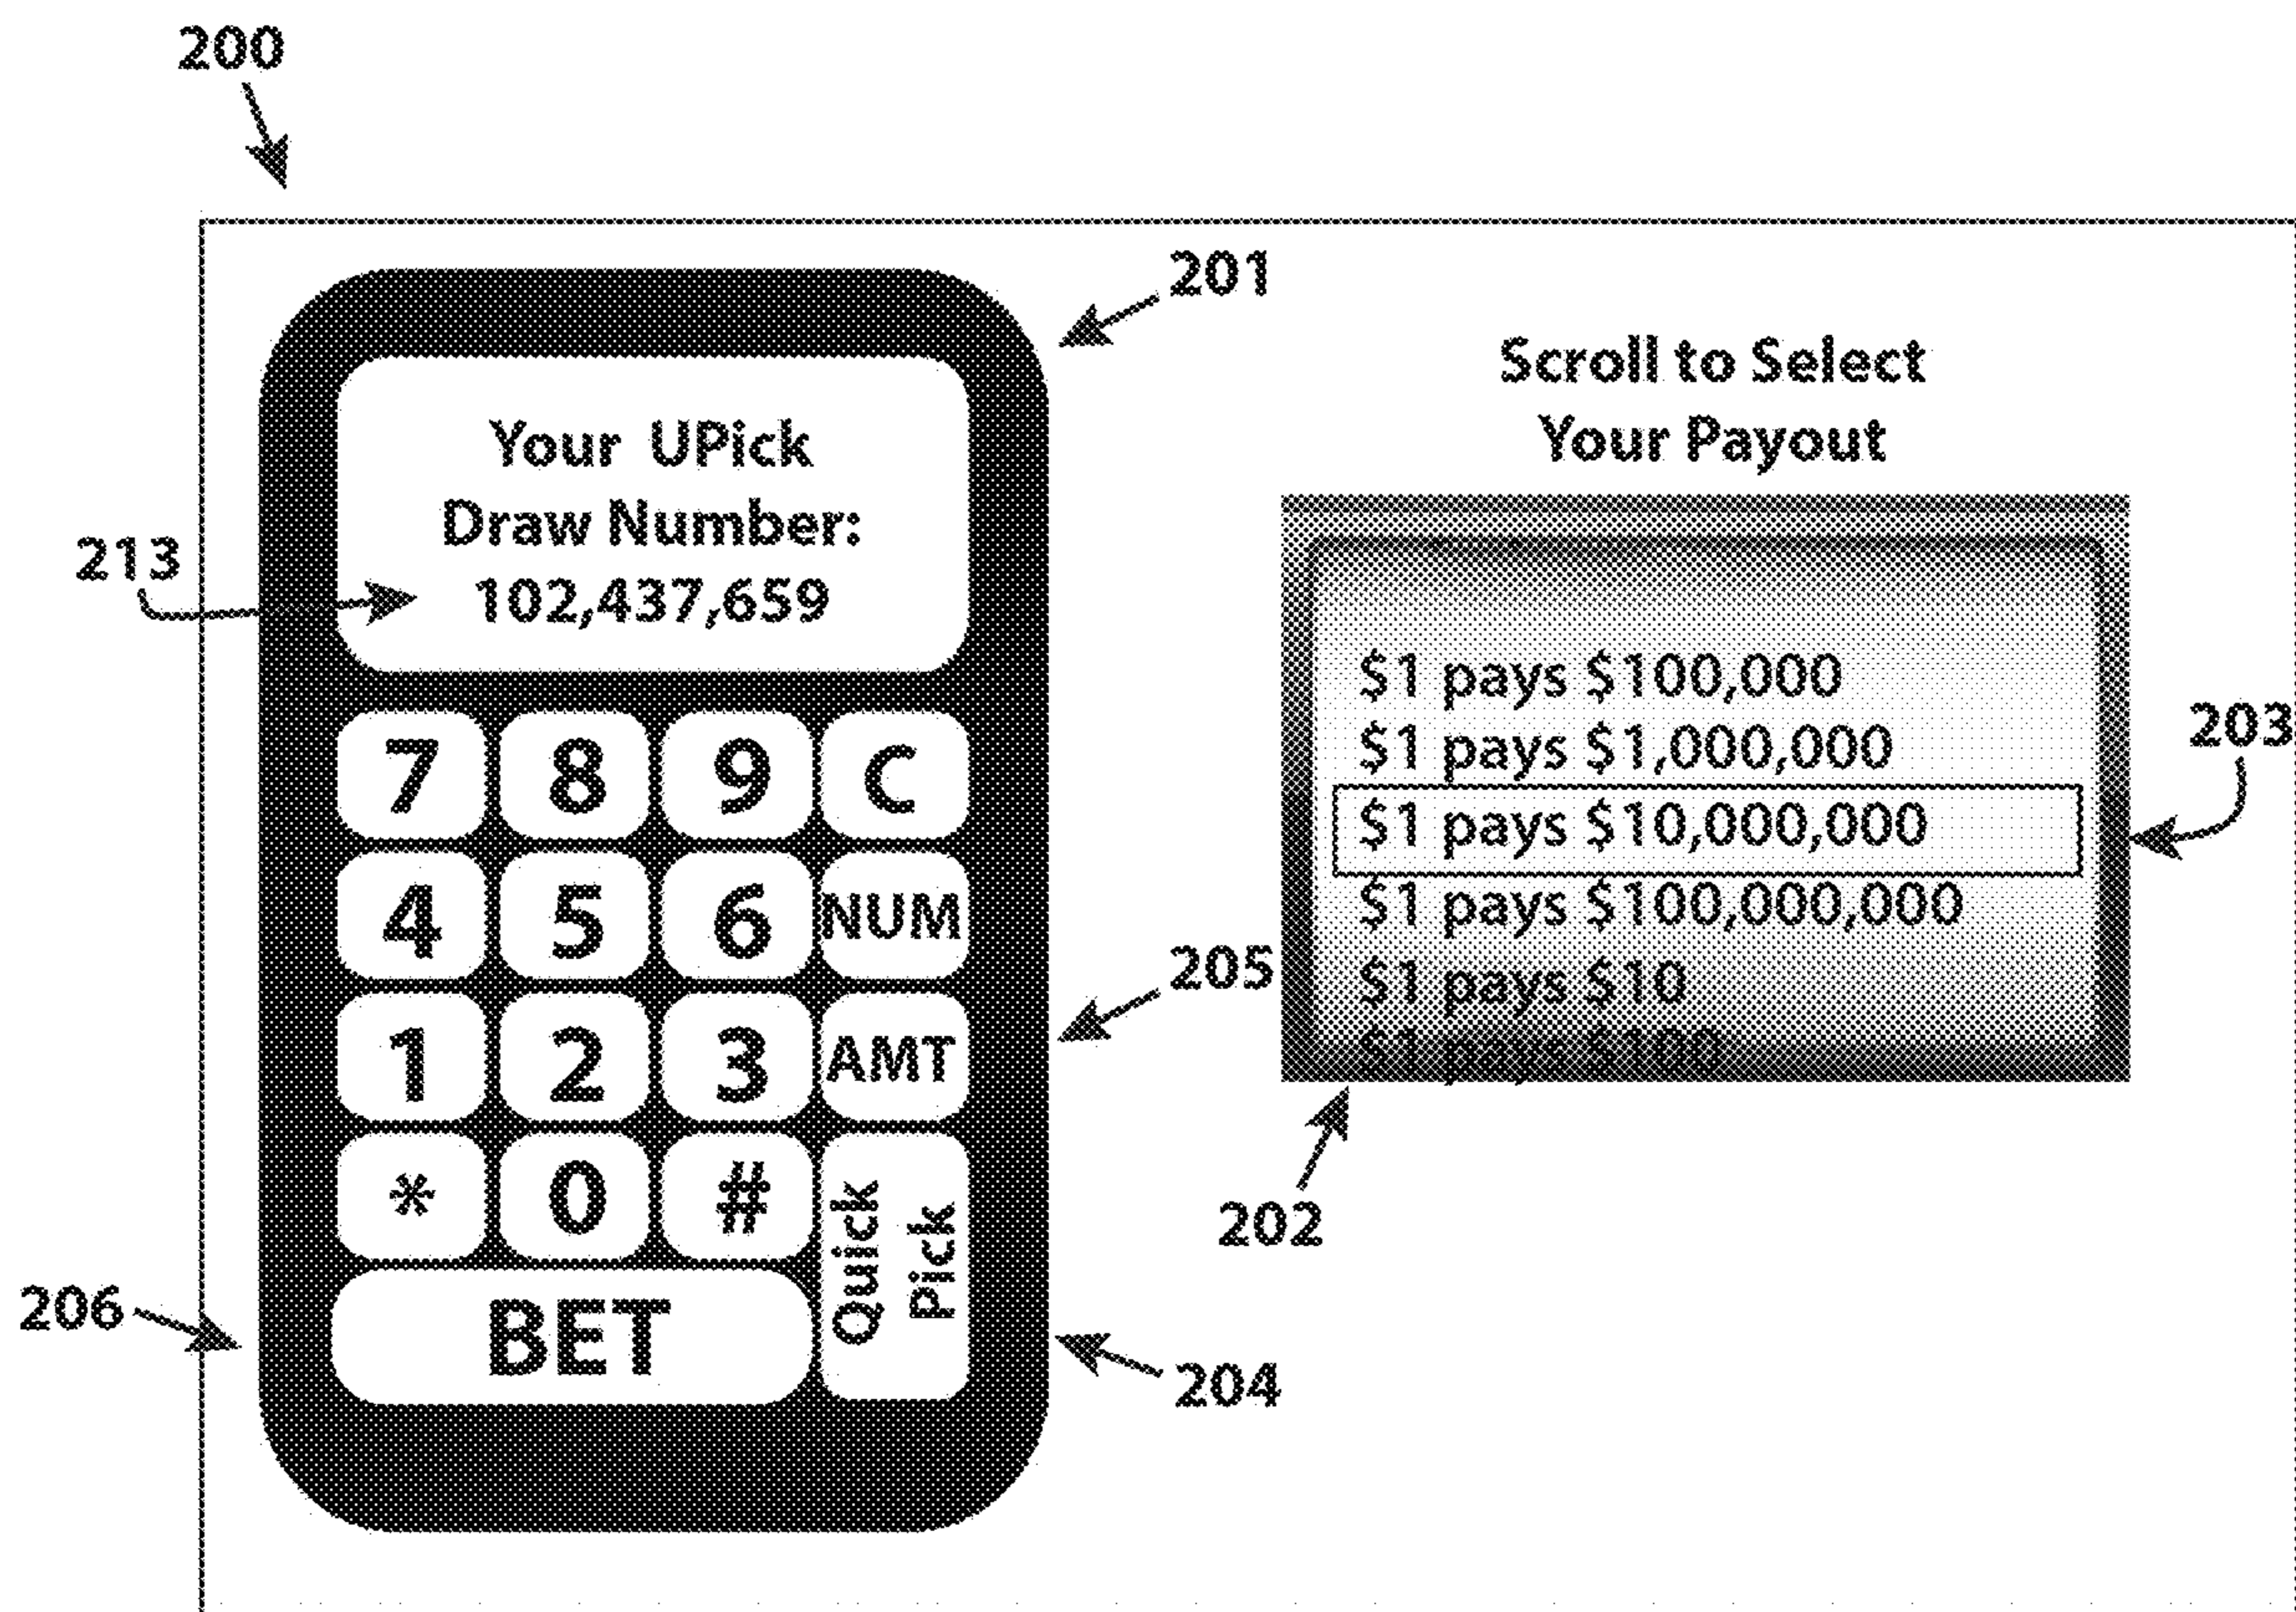 200
201
Your UPick
Draw Number:
102,437,659
213
7 8 9 C
4 5 6 NUM
1 2 3 AMT
* 0 #
Quick
Pick
BET
205
206
204
Scroll to Select
Your Payout
$1 pays $100,000
$1 pays $1,000,000
$1 pays $10,000,000
$1 pays $100,000,000
$1 pays $10
$1 pays $100
203
202